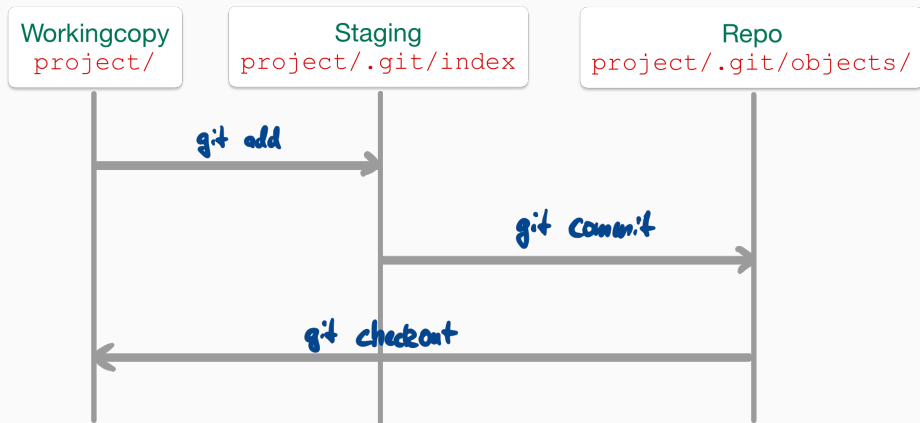 Workingcopy
project/
Staging
project/.git/index
Repo
project/.git/objects/
git add
git commit
git checkout